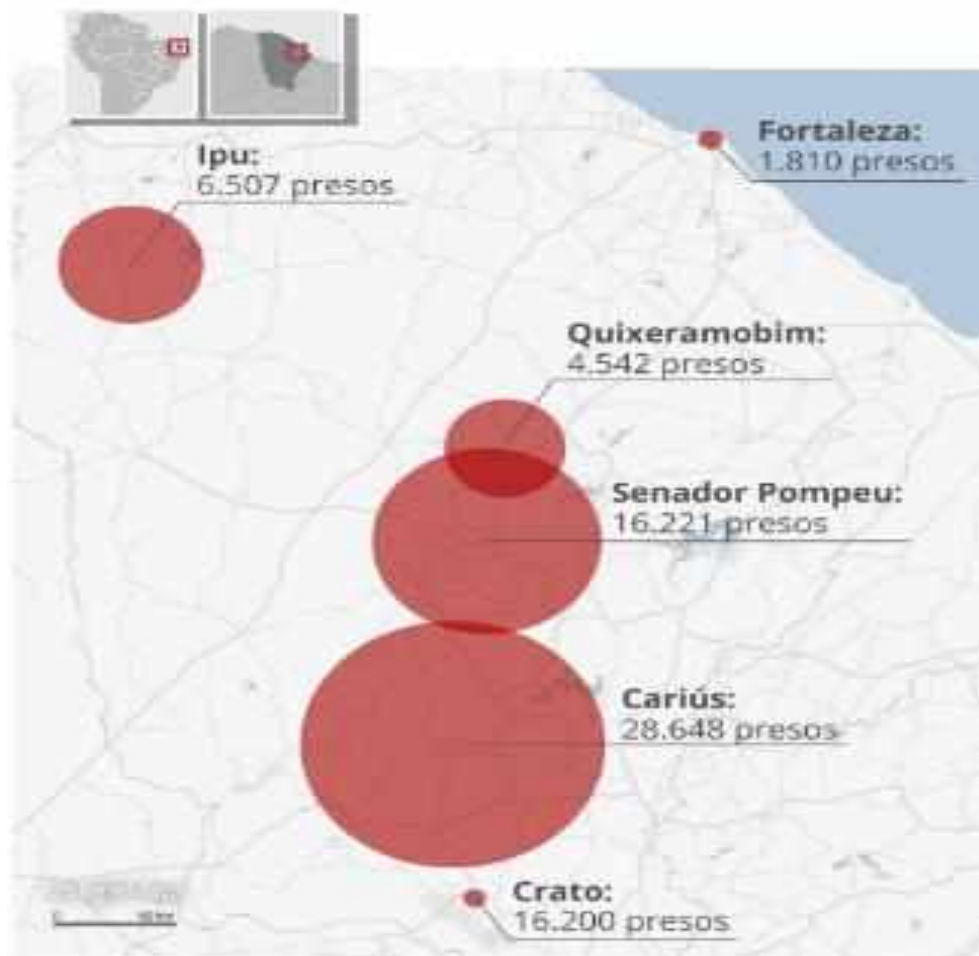 Fortaleza:
1.810 presos
Ipu:
6.507 presos
Quixeramobim:
4.542 presos
Senador Pompeu:
16.221 presos
Cariús:
28.648 presos
Crato:
16.200 presos